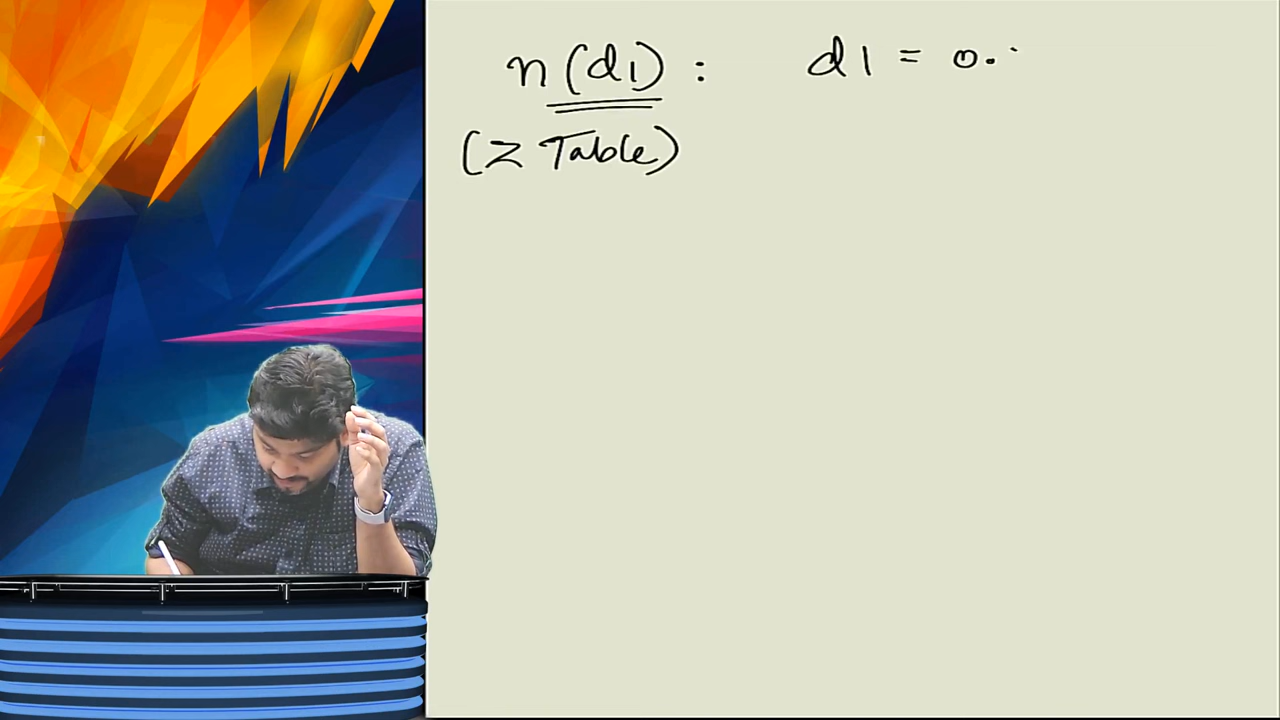 n(d1) : d1 = 0.
(Z Table)